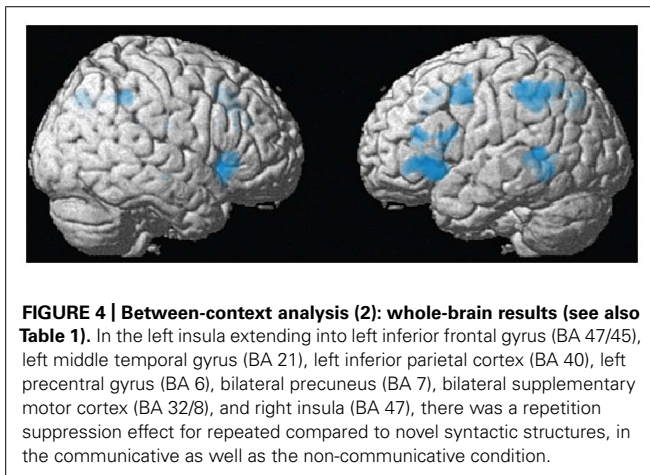 FIGURE 4 | Between-context analysis (2): whole-brain results (see also
Table 1). In the left insula extending into left inferior frontal gyrus (BA 47/45),
left middle temporal gyrus (BA 21), left inferior parietal cortex (BA 40), left
precentral gyrus (BA 6), bilateral precuneus (BA 7), bilateral supplementary
motor cortex (BA 32/8), and right insula (BA 47), there was a repetition
suppression effect for repeated compared to novel syntactic structures, in
the communicative as well as the non-communicative condition.